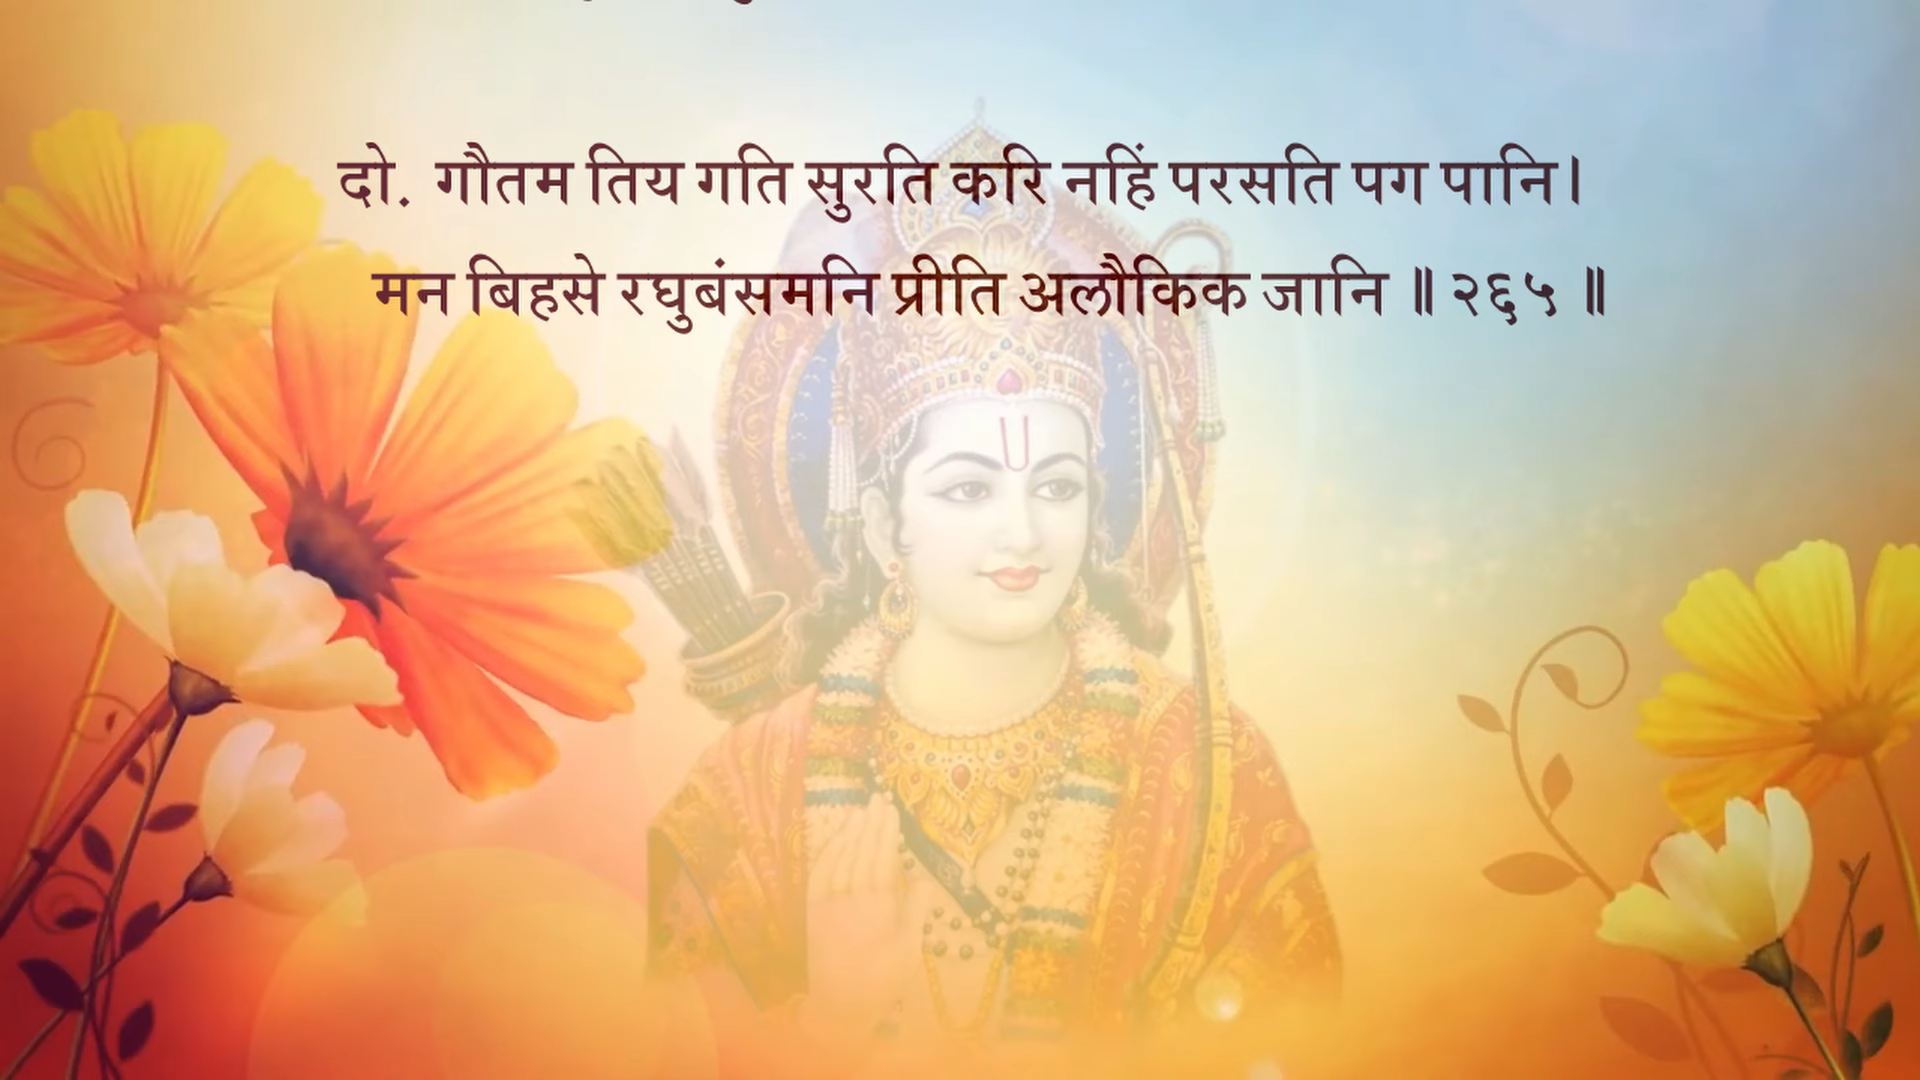 दो. गौतम तिय गति सुरति करि नहिं परसति पग पानि।
मन बिहसे रघुबंसमनि प्रीति अलौकिक जानि ॥ २६५ ॥